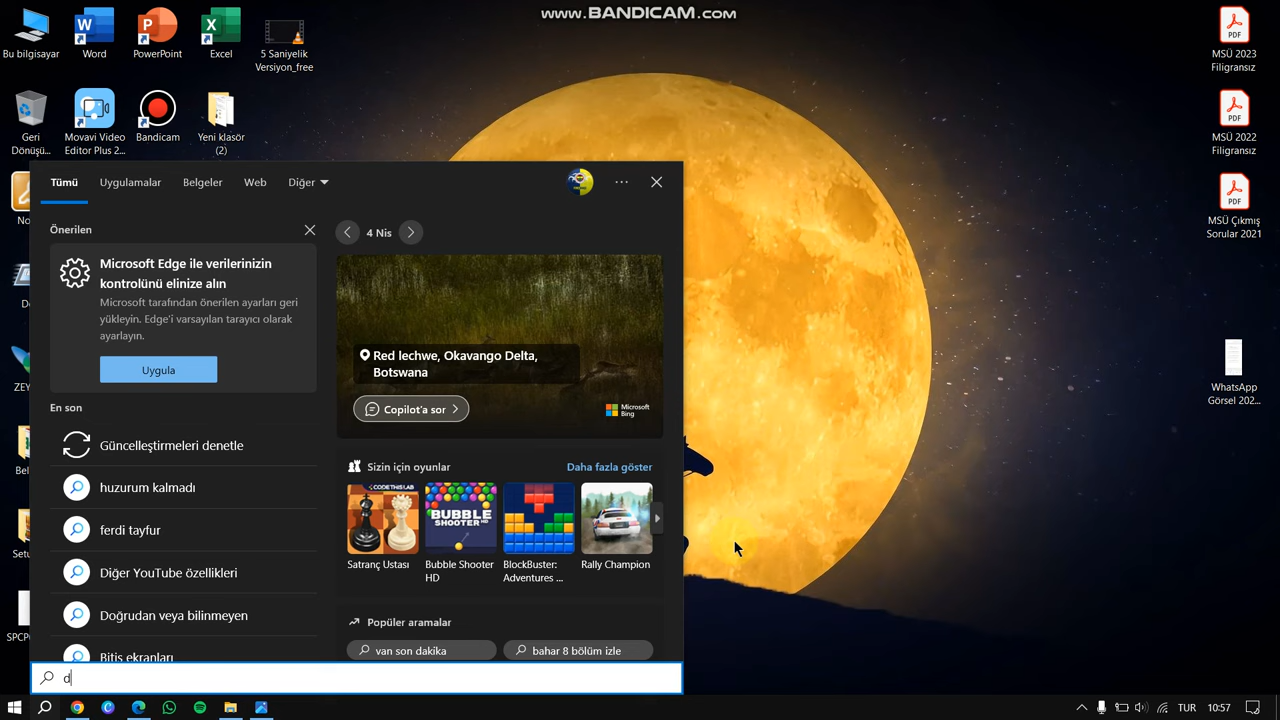 www.BANDICAM.com
Bu bilgisayar
Word
PowerPoint
Excel
5 Saniyelik
Versiyon_free
Geri
Dönüşü...
Movavi Video
Editor Plus 2...
Bandicam
Yeni klasör
(2)
MSÜ 2023
Filigransız
MSÜ 2022
Filigransız
MSÜ Çıkmış
Sorular 2021
WhatsApp
Görsel 202...
Tümü
Uygulamalar
Belgeler
Web
Diğer
Önerilen
Microsoft Edge ile verilerinizin
kontrolünü elinize alın
Microsoft tarafından önerilen ayarları geri
yükleyin. Edge'i varsayılan tarayıcı olarak
ayarlayın.
Uygula
En son
Güncelleştirmeleri denetle
huzurum kalmadı
ferdi tayfur
Diğer YouTube özellikleri
Doğrudan veya bilinmeyen
Bitiş ekranları
4 Nis
Red lechwe, Okavango Delta,
Botswana
Copilot'a sor
Microsoft
Bing
Sizin için oyunlar
Daha fazla göster
CODE THIS LAB
BUBBLE
SHOOTER HD
Satranç Ustası
Bubble Shooter
HD
BlockBuster:
Adventures ...
Rally Champion
Popüler aramalar
van son dakika
bahar 8 bölüm izle
d
TUR
10:57